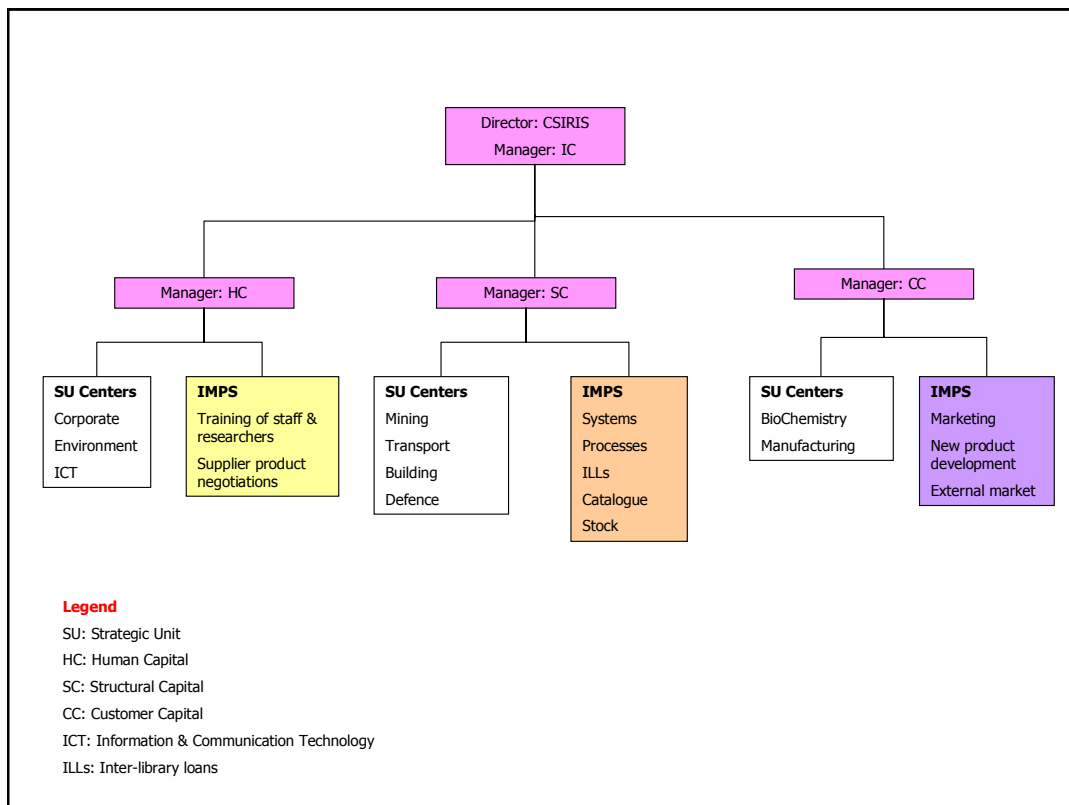 Director: CSIRIS
Manager: IC
Manager: HC
Manager: SC
Manager: CC
SU Centers
Corporate
Environment
ICT
IMPS
Training of staff &
researchers
Supplier product
negotiations
SU Centers
Mining
Transport
Building
Defence
IMPS
Systems
Processes
ILLs
Catalogue
Stock
SU Centers
BioChemistry
Manufacturing
IMPS
Marketing
New product
development
External market
Legend
SU: Strategic Unit
HC: Human Capital
SC: Structural Capital
CC: Customer Capital
ICT: Information & Communication Technology
ILLs: Inter-library loans